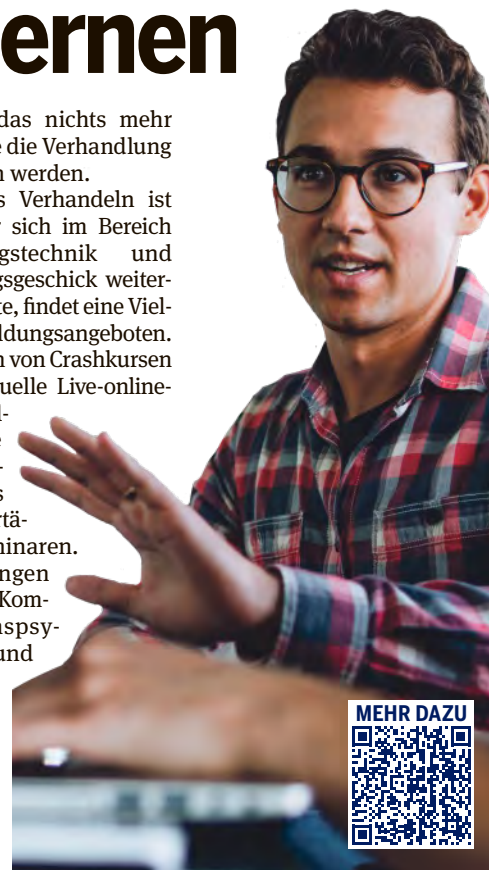 ernen
das nichts mehr
e die Verhandlung
n werden.
s Verhandeln ist
r sich im Bereich
gstechnik und
gsgeschick weiter-
te, findet eine Viel-
ldungsangeboten.
n von Crashkursen
uelle Live-online-
l-
e
-
s
rtä-
minaren.
ngen
Kom-
nspsy-
und
MEHR DAZU